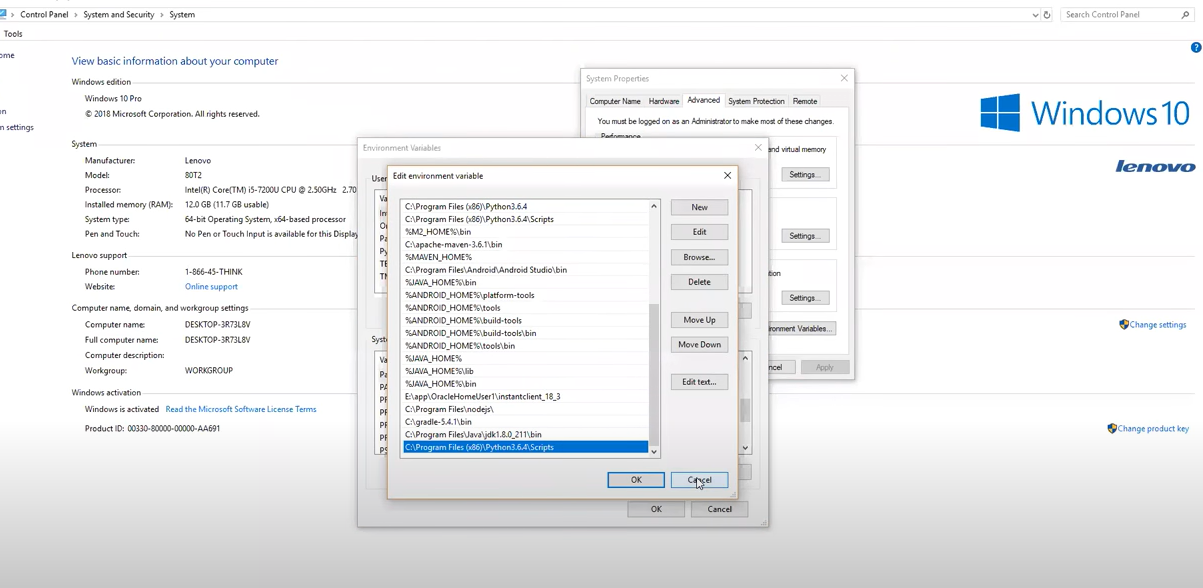 Control Panel > System and Security > System
Search Control Panel
Tools
View basic information about your computer
Windows edition
Windows 10 Pro
© 2018 Microsoft Corporation. All rights reserved.
System
Manufacturer: Lenovo
Model: 80T2
Processor: Intel(R) Core(TM) i5-7200U CPU @ 2.50GHz 2.70
Installed memory (RAM): 12.0 GB (11.7 GB usable)
System type: 64-bit Operating System, x64-based processor
Pen and Touch: No Pen or Touch Input is available for this Display
Lenovo support
Phone number: 1-866-45-THINK
Website: Online support
Computer name, domain, and workgroup settings
Computer name: DESKTOP-3R73L8V
Full computer name: DESKTOP-3R73L8V
Computer description:
Workgroup: WORKGROUP
Windows activation
Windows is activated Read the Microsoft Software License Terms
Product ID: 00330-80000-00000-AA691
Windows 10
lenovo
Change settings
Change product key
System Properties
Computer Name Hardware Advanced System Protection Remote
You must be logged on as an Administrator to make most of these changes.
Performance
and virtual memory
Settings...
Settings...
Settings...
Apply
Environment Variables
Edit environment variable
C:\Program Files (x86)\Python3.6.4
C:\Program Files (x86)\Python3.6.4\Scripts
%M2_HOME%\bin
C:\apache-maven-3.6.1\bin
%MAVEN_HOME%
C:\Program Files\Android\Android Studio\bin
%JAVA_HOME%\bin
%ANDROID_HOME%\platform-tools
%ANDROID_HOME%\tools
%ANDROID_HOME%\build-tools
%ANDROID_HOME%\build-tools\bin
%ANDROID_HOME%\tools\bin
%JAVA_HOME%
%JAVA_HOME%\lib
%JAVA_HOME%\bin
E:\app\OracleHomeUser1\instantclient_18_3
C:\Program Files\nodejs\
C:\gradle-5.4.1\bin
C:\Program Files\Java\jdk1.8.0_211\bin
C:\Program Files (x86)\Python3.6.4\Scripts
New
Edit
Browse...
Delete
Move Up
Move Down
Edit text...
OK
Cancel
OK
Cancel